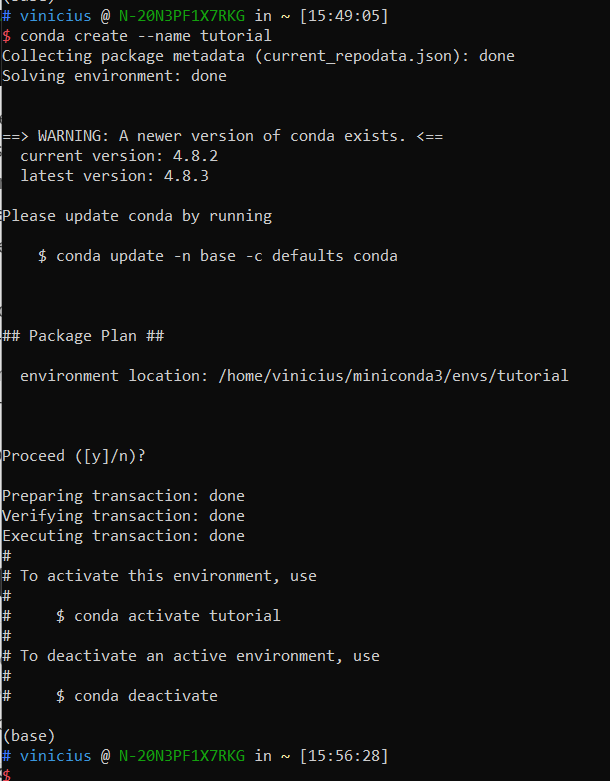 (base)
# vinicius @ N-20N3PF1X7RKG in ~ [15:49:05]
$ conda create --name tutorial
Collecting package metadata (current_repodata.json): done
Solving environment: done
==> WARNING: A newer version of conda exists. <==
  current version: 4.8.2
  latest version: 4.8.3
Please update conda by running
    $ conda update -n base -c defaults conda
## Package Plan ##
  environment location: /home/vinicius/miniconda3/envs/tutorial
Proceed ([y]/n)?
Preparing transaction: done
Verifying transaction: done
Executing transaction: done
#
# To activate this environment, use
#
#     $ conda activate tutorial
#
# To deactivate an active environment, use
#
#     $ conda deactivate
(base)
# vinicius @ N-20N3PF1X7RKG in ~ [15:56:28]
$